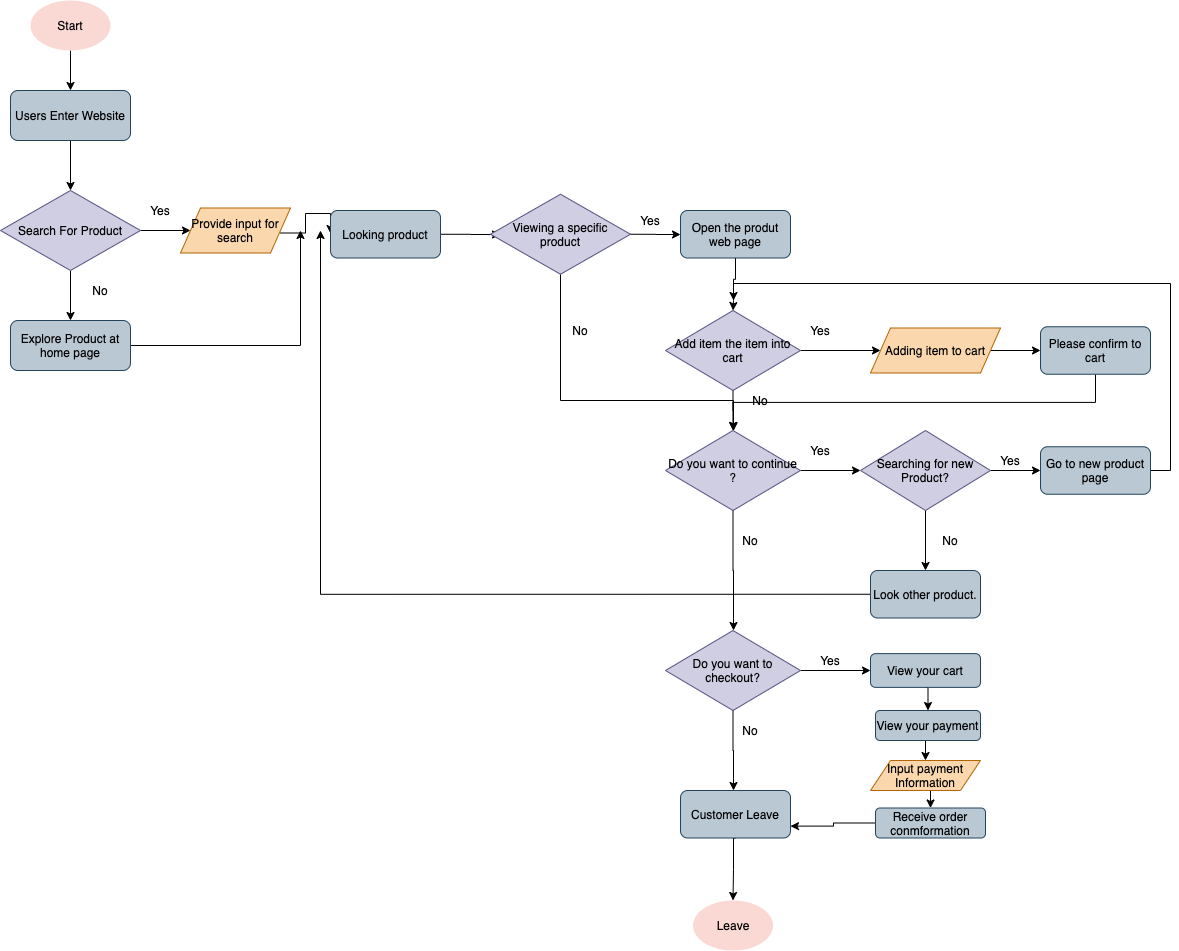 Start
Users Enter Website
Search For Product
Yes
Provide input for
search
Looking product
Viewing a specific
product
Yes
Open the produt
web page
No
Explore Product at
home page
No
Add item the item into
cart
Yes
Adding item to cart
Please confirm to
cart
No
Do you want to continue
?
Yes
Searching for new
Product?
Yes
Go to new product
page
No
No
Look other product.
Do you want to
checkout?
Yes
View your cart
No
View your payment
Input payment
Information
Customer Leave
Receive order
conmformation
Leave